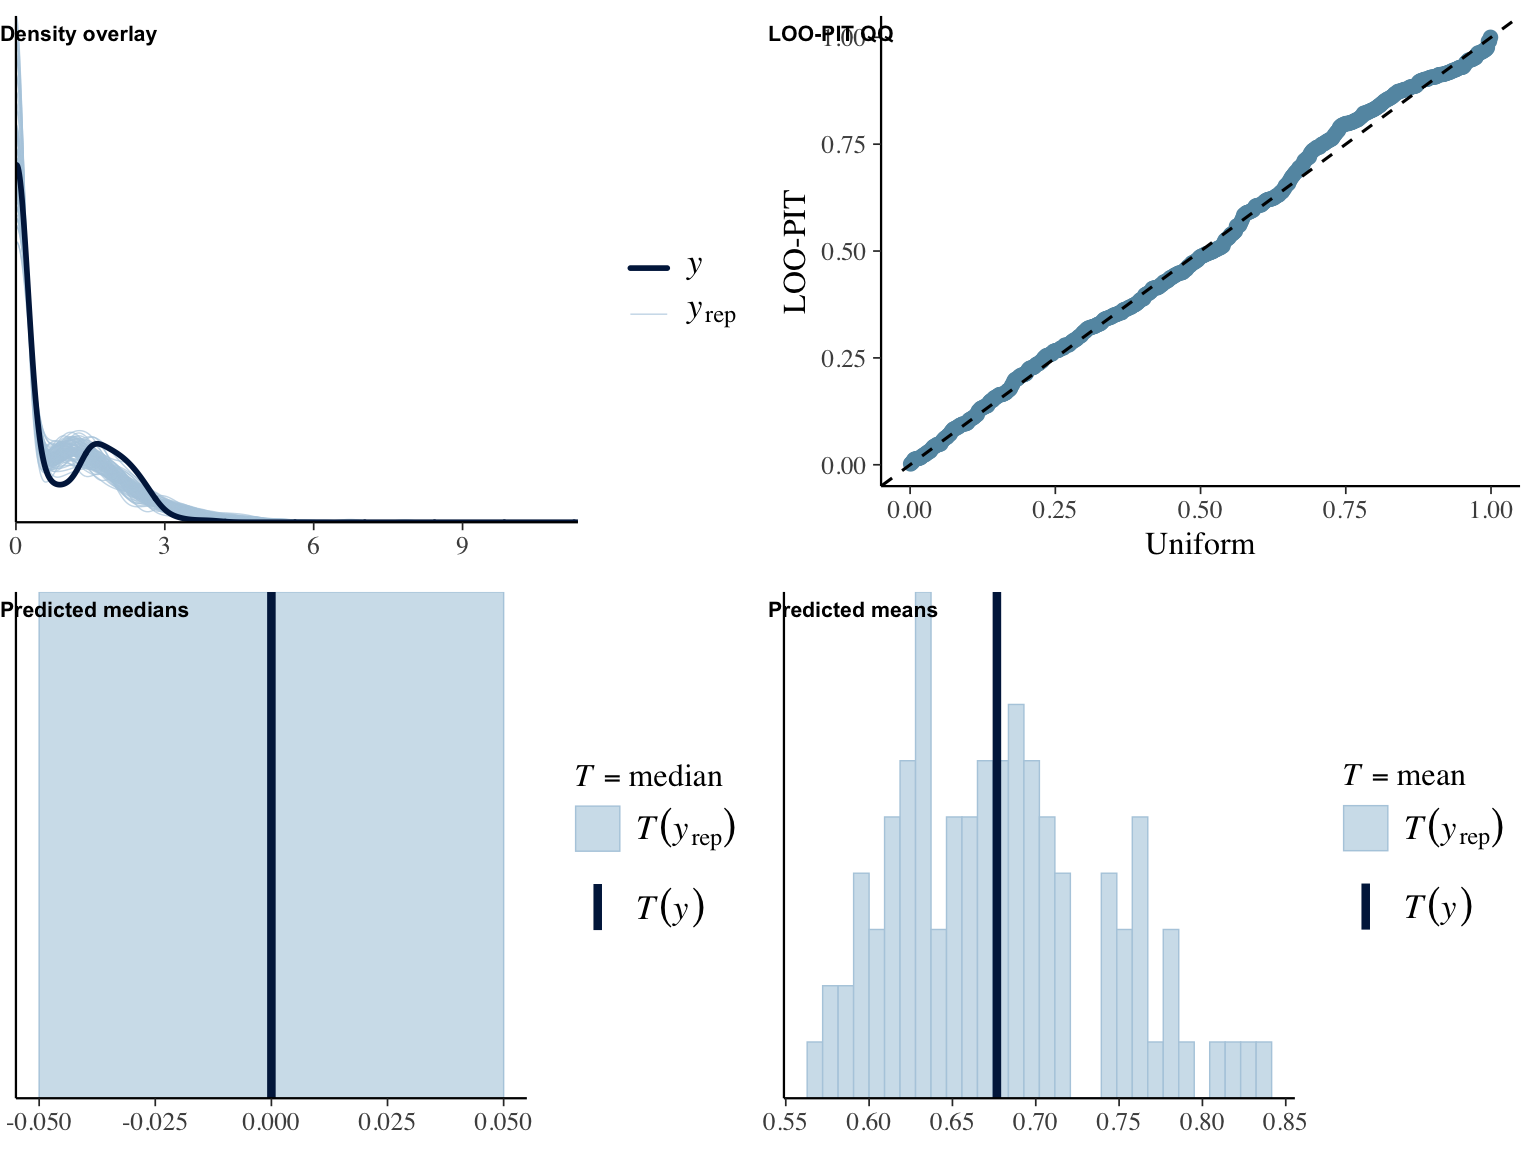 Density overlay
y
yrep
0 3 6 9
LOO-PIT QQ
1.00
0.75
0.50
0.25
0.00
LOO-PIT
0.00 0.25 0.50 0.75 1.00
Uniform
Predicted medians
T = median
T(yrep)
T(y)
-0.050 -0.025 0.000 0.025 0.050
Predicted means
T = mean
T(yrep)
T(y)
0.55 0.60 0.65 0.70 0.75 0.80 0.85